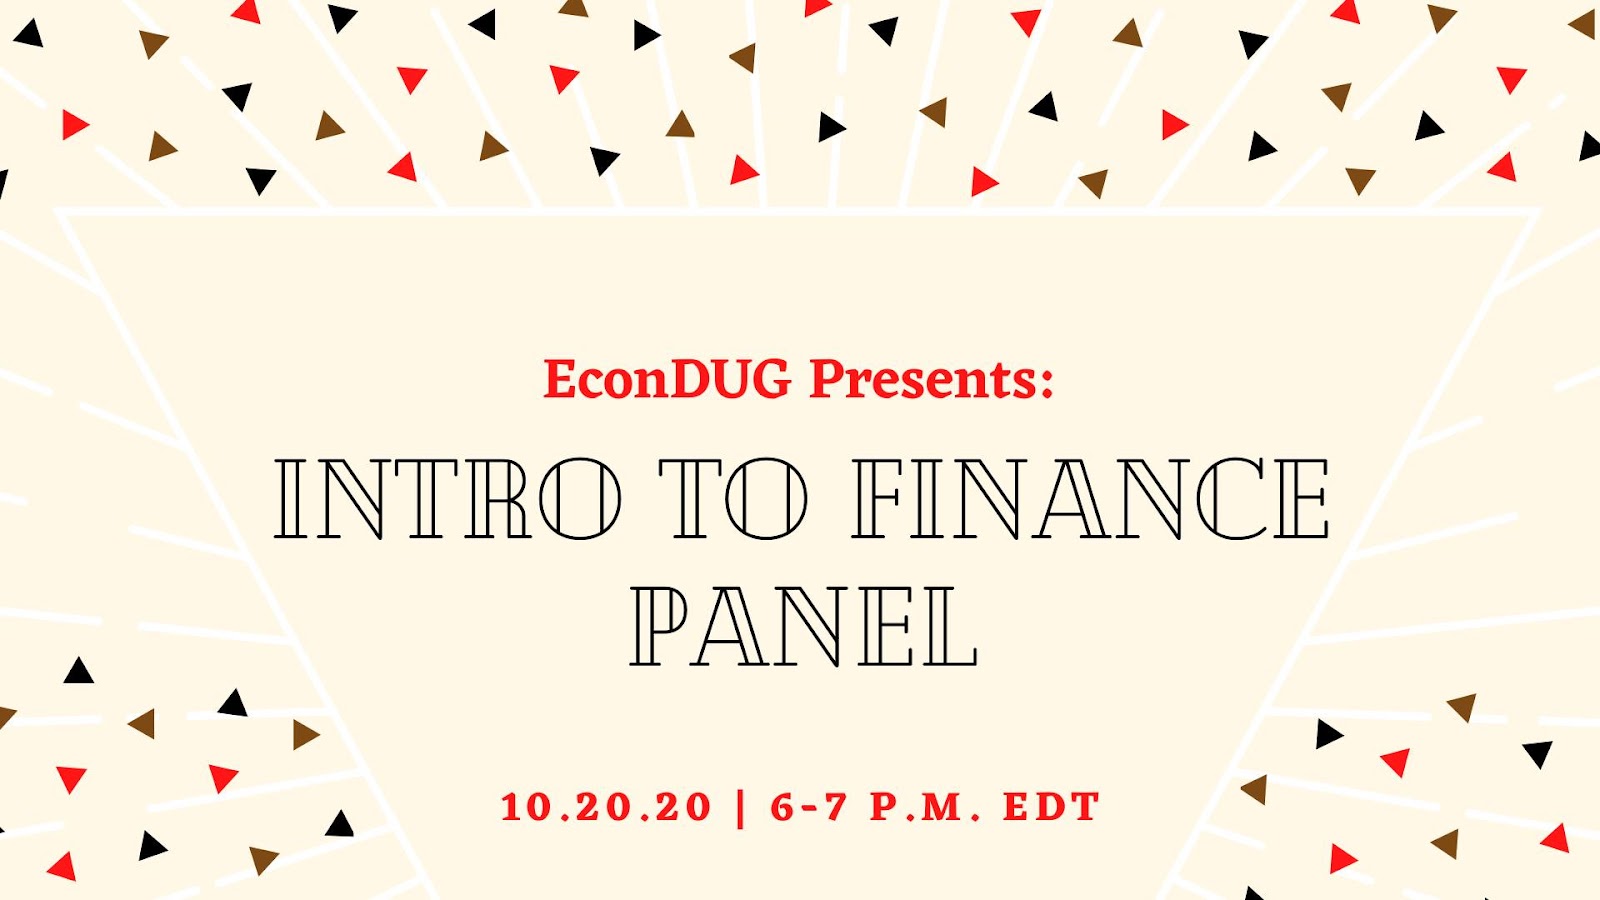 EconDUG Presents:
INTRO TO FINANCE
PANEL
10.20.20 | 6-7 P.M. EDT